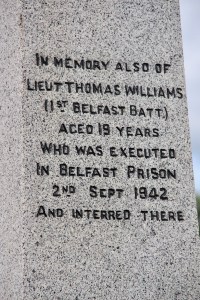 IN MEMORY ALSO OF
LIEUT THOMAS WILLIAMS
(1ST BELFAST BATT.)
AGED 19 YEARS
WHO WAS EXECUTED
IN BELFAST PRISON
2ND SEPT 1942
AND INTERRED THERE